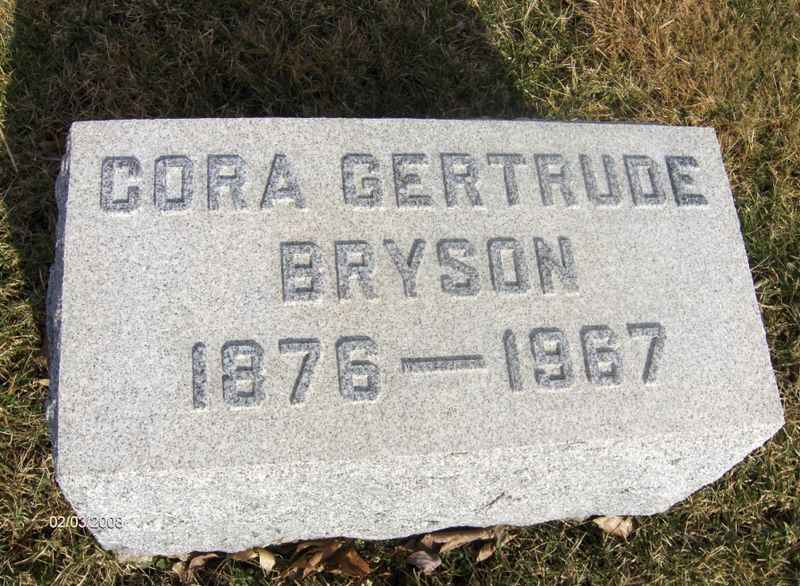 CORA GERTRUDE
BRYSON
1876—1967
02/03/2008